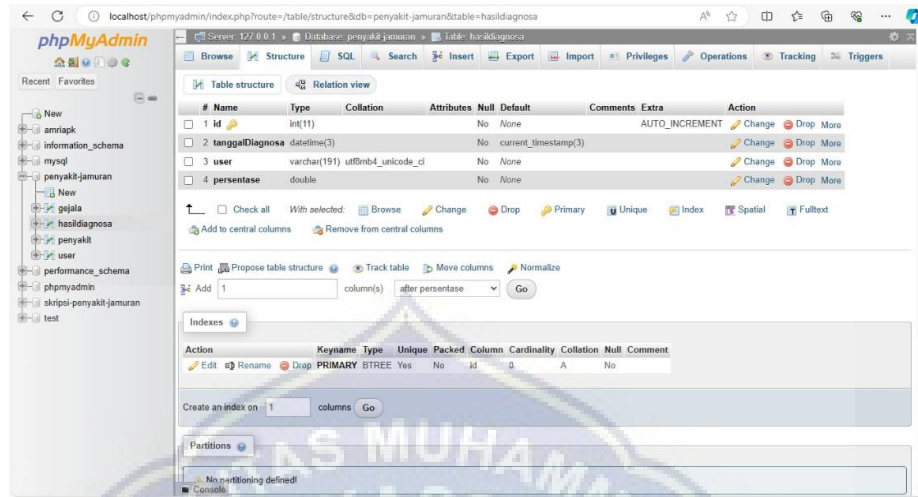 localhost/phpmyadmin/index.php?route=/table/structure&db=penyakit-jamuran&table=hasildiagnosa
phpMyAdmin
Recent Favorites
New
amriapk
information_schema
mysql
penyakit-jamuran
New
gejala
hasildiagnosa
penyakit
user
performance_schema
phpmyadmin
skripsi-penyakit-jamuran
test
Server: 127.0.0.1 » Database: penyakit-jamuran » Table: hasildiagnosa
Browse Structure SQL Search Insert Export Import Privileges Operations Tracking Triggers
Table structure Relation view
# Name Type Collation Attributes Null Default Comments Extra Action
1 id int(11) No None AUTO_INCREMENT Change Drop More
2 tanggalDiagnosa datetime(3) No current_timestamp(3) Change Drop More
3 user varchar(191) utf8mb4_unicode_ci No None Change Drop More
4 persentase double No None Change Drop More
Check all With selected: Browse Change Drop Primary Unique Index Spatial Fulltext
Add to central columns Remove from central columns
Print Propose table structure Track table Move columns Normalize
Add 1 column(s) after persentase Go
Indexes
Action Keyname Type Unique Packed Column Cardinality Collation Null Comment
Edit Rename Drop PRIMARY BTREE Yes No id 0 A No
Create an index on 1 columns Go
Partitions
No partitioning defined!
Console